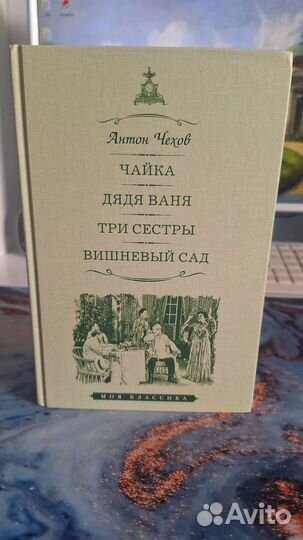 Антон Чехов
ЧАЙКА
ДЯДЯ ВАНЯ
ТРИ СЕСТРЫ
ВИШНЕВЫЙ САД
МОЯ КЛАССИКА
Avito